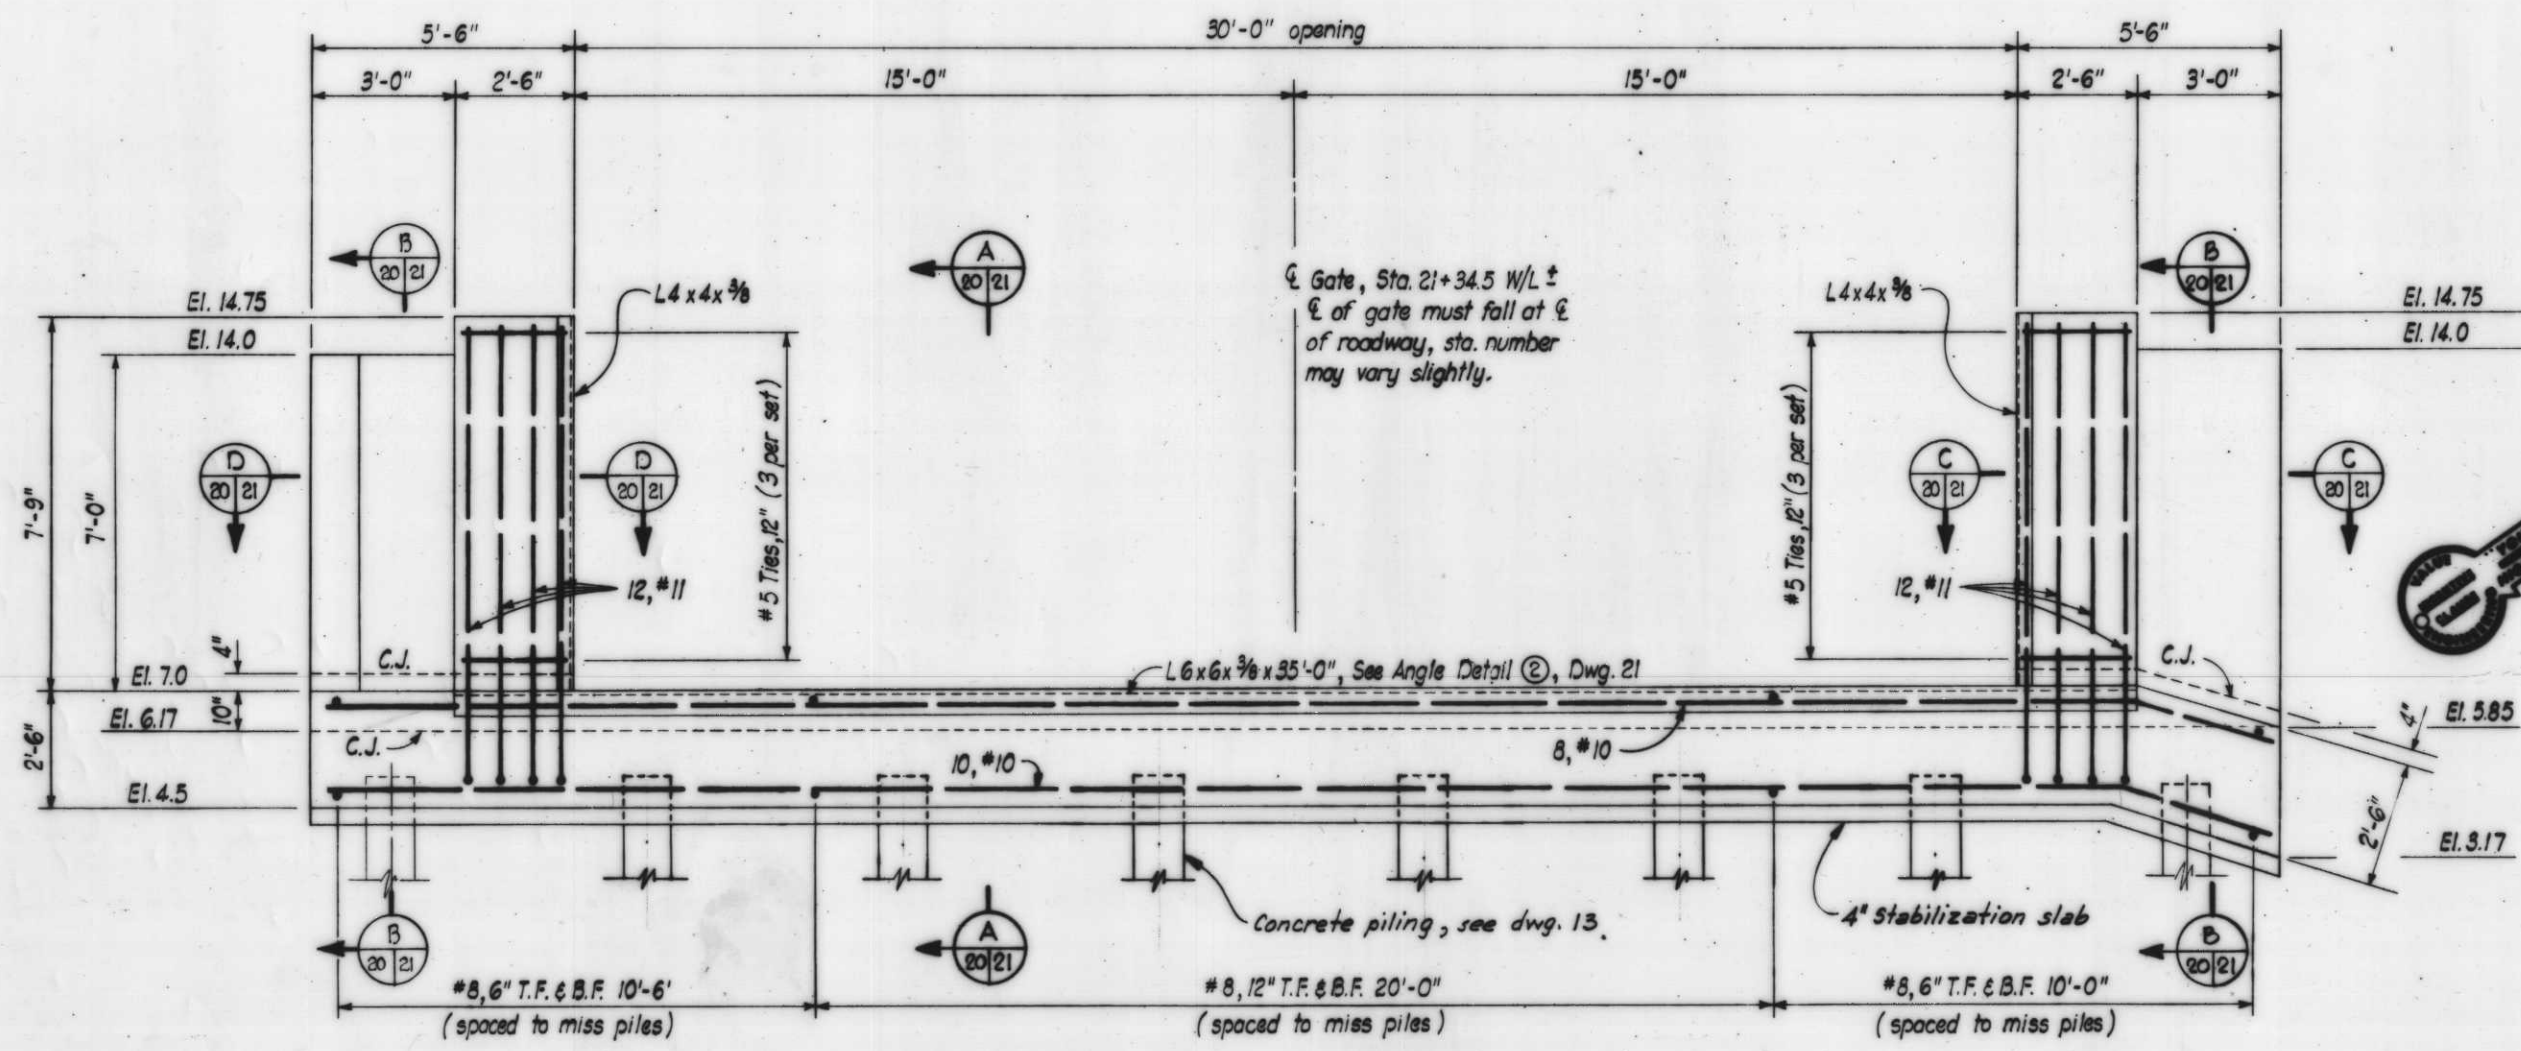 5'-6" 30'-0" opening 5'-6"
3'-0" 2'-6" 15'-0" 15'-0" 2'-6" 3'-0"
B
20 21
A
20 21
B
20 21
L4x4x3/8
L4x4x3/8
℄ Gate, Sta. 21+34.5 W/L ±
℄ of gate must fall at ℄
of roadway, sta. number
may vary slightly.
El. 14.75
El. 14.0
El. 14.75
El. 14.0
D
20 21
D
20 21
C
20 21
C
20 21
7'-9"
7'-0"
#5 Ties,12" (3 per set)
#5 Ties,12" (3 per set)
12,#11
12,#11
VALUE
ENGINEERING
4"
C.J.
El. 7.0
10"
El. 6.17
C.J.
2'-6"
El. 4.5
L6x6x3/8x35'-0", See Angle Detail ②, Dwg. 21
8,#10
10,#10
C.J.
4"
El. 5.85
2'-6"
El. 3.17
Concrete piling, see dwg. 13.
4" Stabilization slab
B
20 21
A
20 21
B
20 21
#8,6" T.F. & B.F. 10'-6' #8,12" T.F. & B.F. 20'-0" #8,6" T.F. & B.F. 10'-0"
(spaced to miss piles) (spaced to miss piles) (spaced to miss piles)